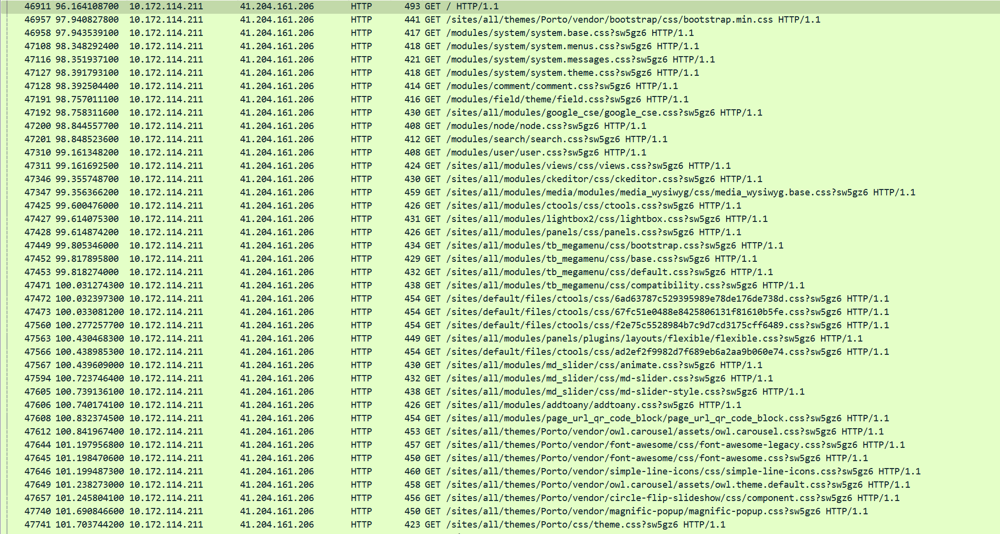 46911 96.164108700 10.172.114.211 41.204.161.206 HTTP 493 GET / HTTP/1.1
46957 97.940827800 10.172.114.211 41.204.161.206 HTTP 441 GET /sites/all/themes/Porto/vendor/bootstrap/css/bootstrap.min.css HTTP/1.1
46958 97.943539100 10.172.114.211 41.204.161.206 HTTP 417 GET /modules/system/system.base.css?sw5gz6 HTTP/1.1
47108 98.348292400 10.172.114.211 41.204.161.206 HTTP 418 GET /modules/system/system.menus.css?sw5gz6 HTTP/1.1
47116 98.351937100 10.172.114.211 41.204.161.206 HTTP 421 GET /modules/system/system.messages.css?sw5gz6 HTTP/1.1
47127 98.391793100 10.172.114.211 41.204.161.206 HTTP 418 GET /modules/system/system.theme.css?sw5gz6 HTTP/1.1
47128 98.392504400 10.172.114.211 41.204.161.206 HTTP 414 GET /modules/comment/comment.css?sw5gz6 HTTP/1.1
47191 98.757011100 10.172.114.211 41.204.161.206 HTTP 416 GET /modules/field/theme/field.css?sw5gz6 HTTP/1.1
47192 98.758311600 10.172.114.211 41.204.161.206 HTTP 430 GET /sites/all/modules/google_cse/google_cse.css?sw5gz6 HTTP/1.1
47200 98.844557700 10.172.114.211 41.204.161.206 HTTP 408 GET /modules/node/node.css?sw5gz6 HTTP/1.1
47201 98.848523600 10.172.114.211 41.204.161.206 HTTP 412 GET /modules/search/search.css?sw5gz6 HTTP/1.1
47310 99.161348200 10.172.114.211 41.204.161.206 HTTP 408 GET /modules/user/user.css?sw5gz6 HTTP/1.1
47311 99.161692500 10.172.114.211 41.204.161.206 HTTP 424 GET /sites/all/modules/views/css/views.css?sw5gz6 HTTP/1.1
47346 99.355748700 10.172.114.211 41.204.161.206 HTTP 430 GET /sites/all/modules/ckeditor/css/ckeditor.css?sw5gz6 HTTP/1.1
47347 99.356366200 10.172.114.211 41.204.161.206 HTTP 459 GET /sites/all/modules/media/modules/media_wysiwyg/css/media_wysiwyg.base.css?sw5gz6 HTTP/1.1
47425 99.600476000 10.172.114.211 41.204.161.206 HTTP 426 GET /sites/all/modules/ctools/css/ctools.css?sw5gz6 HTTP/1.1
47427 99.614075300 10.172.114.211 41.204.161.206 HTTP 431 GET /sites/all/modules/lightbox2/css/lightbox.css?sw5gz6 HTTP/1.1
47428 99.614874200 10.172.114.211 41.204.161.206 HTTP 426 GET /sites/all/modules/panels/css/panels.css?sw5gz6 HTTP/1.1
47449 99.805346000 10.172.114.211 41.204.161.206 HTTP 434 GET /sites/all/modules/tb_megamenu/css/bootstrap.css?sw5gz6 HTTP/1.1
47452 99.817895800 10.172.114.211 41.204.161.206 HTTP 429 GET /sites/all/modules/tb_megamenu/css/base.css?sw5gz6 HTTP/1.1
47453 99.818274000 10.172.114.211 41.204.161.206 HTTP 432 GET /sites/all/modules/tb_megamenu/css/default.css?sw5gz6 HTTP/1.1
47471 100.031274300 10.172.114.211 41.204.161.206 HTTP 438 GET /sites/all/modules/tb_megamenu/css/compatibility.css?sw5gz6 HTTP/1.1
47472 100.032397300 10.172.114.211 41.204.161.206 HTTP 454 GET /sites/default/files/ctools/css/6ad63787c529395989e78de176de738d.css?sw5gz6 HTTP/1.1
47473 100.033081200 10.172.114.211 41.204.161.206 HTTP 454 GET /sites/default/files/ctools/css/67fc51e0488e8425806131f81610b5fe.css?sw5gz6 HTTP/1.1
47560 100.277257700 10.172.114.211 41.204.161.206 HTTP 454 GET /sites/default/files/ctools/css/f2e75c5528984b7c9d7cd3175cff6489.css?sw5gz6 HTTP/1.1
47563 100.430468300 10.172.114.211 41.204.161.206 HTTP 449 GET /sites/all/modules/panels/plugins/layouts/flexible/flexible.css?sw5gz6 HTTP/1.1
47566 100.438985300 10.172.114.211 41.204.161.206 HTTP 454 GET /sites/default/files/ctools/css/ad2ef2f9982d7f689eb6a2aa9b060e74.css?sw5gz6 HTTP/1.1
47567 100.439609000 10.172.114.211 41.204.161.206 HTTP 430 GET /sites/all/modules/md_slider/css/animate.css?sw5gz6 HTTP/1.1
47594 100.723746400 10.172.114.211 41.204.161.206 HTTP 432 GET /sites/all/modules/md_slider/css/md-slider.css?sw5gz6 HTTP/1.1
47605 100.739136100 10.172.114.211 41.204.161.206 HTTP 438 GET /sites/all/modules/md_slider/css/md-slider-style.css?sw5gz6 HTTP/1.1
47606 100.740174100 10.172.114.211 41.204.161.206 HTTP 426 GET /sites/all/modules/addtoany/addtoany.css?sw5gz6 HTTP/1.1
47608 100.832374500 10.172.114.211 41.204.161.206 HTTP 454 GET /sites/all/modules/page_url_qr_code_block/page_url_qr_code_block.css?sw5gz6 HTTP/1.1
47612 100.841967400 10.172.114.211 41.204.161.206 HTTP 453 GET /sites/all/themes/Porto/vendor/owl.carousel/assets/owl.carousel.css?sw5gz6 HTTP/1.1
47644 101.197956800 10.172.114.211 41.204.161.206 HTTP 457 GET /sites/all/themes/Porto/vendor/font-awesome/css/font-awesome-legacy.css?sw5gz6 HTTP/1.1
47645 101.198470600 10.172.114.211 41.204.161.206 HTTP 450 GET /sites/all/themes/Porto/vendor/font-awesome/css/font-awesome.css?sw5gz6 HTTP/1.1
47646 101.199487300 10.172.114.211 41.204.161.206 HTTP 460 GET /sites/all/themes/Porto/vendor/simple-line-icons/css/simple-line-icons.css?sw5gz6 HTTP/1.1
47649 101.238273000 10.172.114.211 41.204.161.206 HTTP 458 GET /sites/all/themes/Porto/vendor/owl.carousel/assets/owl.theme.default.css?sw5gz6 HTTP/1.1
47657 101.245804100 10.172.114.211 41.204.161.206 HTTP 456 GET /sites/all/themes/Porto/vendor/circle-flip-slideshow/css/component.css?sw5gz6 HTTP/1.1
47740 101.690846600 10.172.114.211 41.204.161.206 HTTP 450 GET /sites/all/themes/Porto/vendor/magnific-popup/magnific-popup.css?sw5gz6 HTTP/1.1
47741 101.703744200 10.172.114.211 41.204.161.206 HTTP 423 GET /sites/all/themes/Porto/css/theme.css?sw5gz6 HTTP/1.1